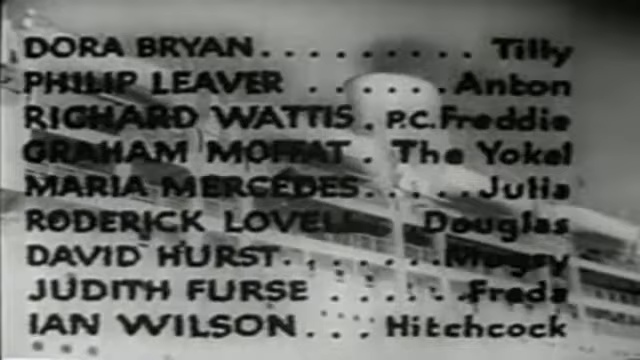 DORA BRYAN . . . . . . . . . Tilly
PHILIP LEAVER . . . . . . Anton
RICHARD WATTIS . P.C. Freddie
GRAHAM MOFFAT . The Yokel
MARIA MERCEDES . . . . . Julia
RODERICK LOVELL Douglas
DAVID HURST . . . . . . .
JUDITH FURSE . . . . . . Freda
IAN WILSON . . . Hitchcock